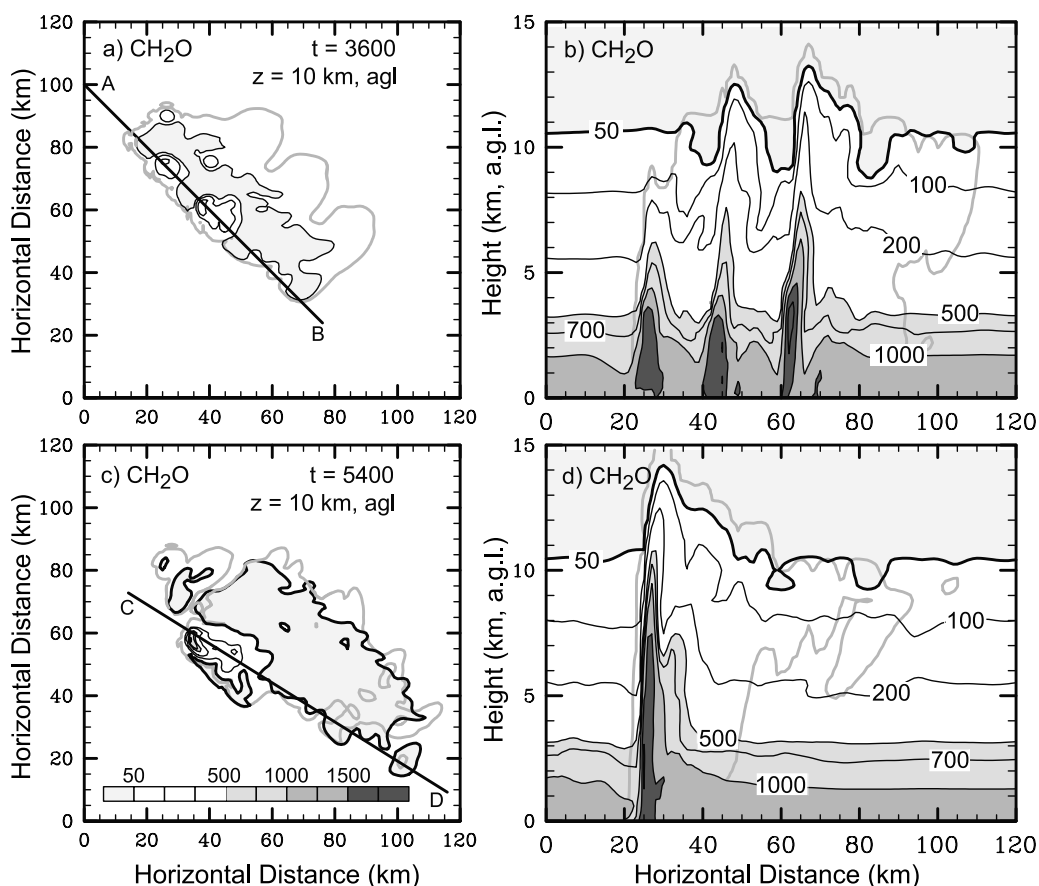 a) CH₂O
t = 3600
z = 10 km, agl
A
B
Horizontal Distance (km)
120
100
80
60
40
20
0
0 20 40 60 80 100 120
b) CH₂O
50
100
200
500
700
1000
Height (km, a.g.l.)
15
10
5
0
0 20 40 60 80 100 120
c) CH₂O
t = 5400
z = 10 km, agl
C
D
50 500 1000 1500
Horizontal Distance (km)
120
100
80
60
40
20
0
0 20 40 60 80 100 120
Horizontal Distance (km)
d) CH₂O
50
100
200
500
700
1000
Height (km, a.g.l.)
15
10
5
0
0 20 40 60 80 100 120
Horizontal Distance (km)